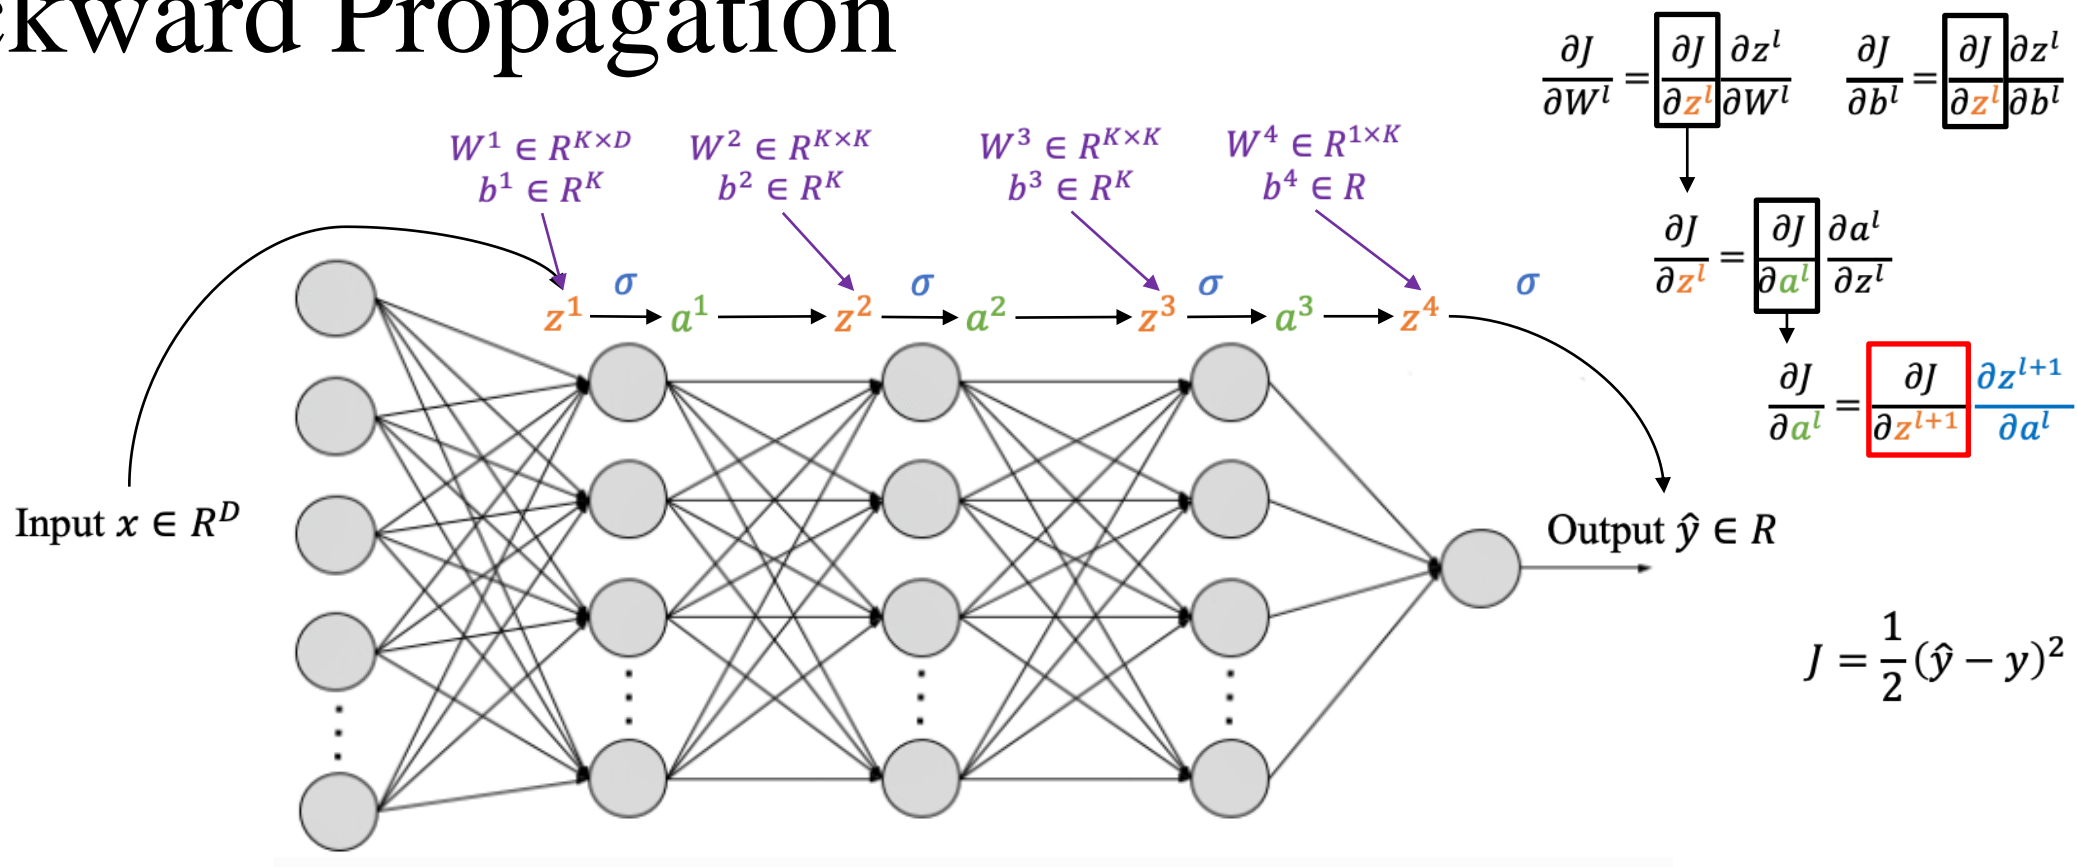 ckward Propagation
∂J/∂W^l = ∂J/∂z^l ∂z^l/∂W^l
∂J/∂b^l = ∂J/∂z^l ∂z^l/∂b^l
W^1 ∈ R^{K×D}
b^1 ∈ R^K
W^2 ∈ R^{K×K}
b^2 ∈ R^K
W^3 ∈ R^{K×K}
b^3 ∈ R^K
W^4 ∈ R^{1×K}
b^4 ∈ R
∂J/∂z^l = ∂J/∂a^l ∂a^l/∂z^l
z^1 σ a^1 z^2 σ a^2 z^3 σ a^3 z^4 σ
∂J/∂a^l = ∂J/∂z^{l+1} ∂z^{l+1}/∂a^l
Input x ∈ R^D
Output ŷ ∈ R
J = 1/2 (ŷ − y)^2